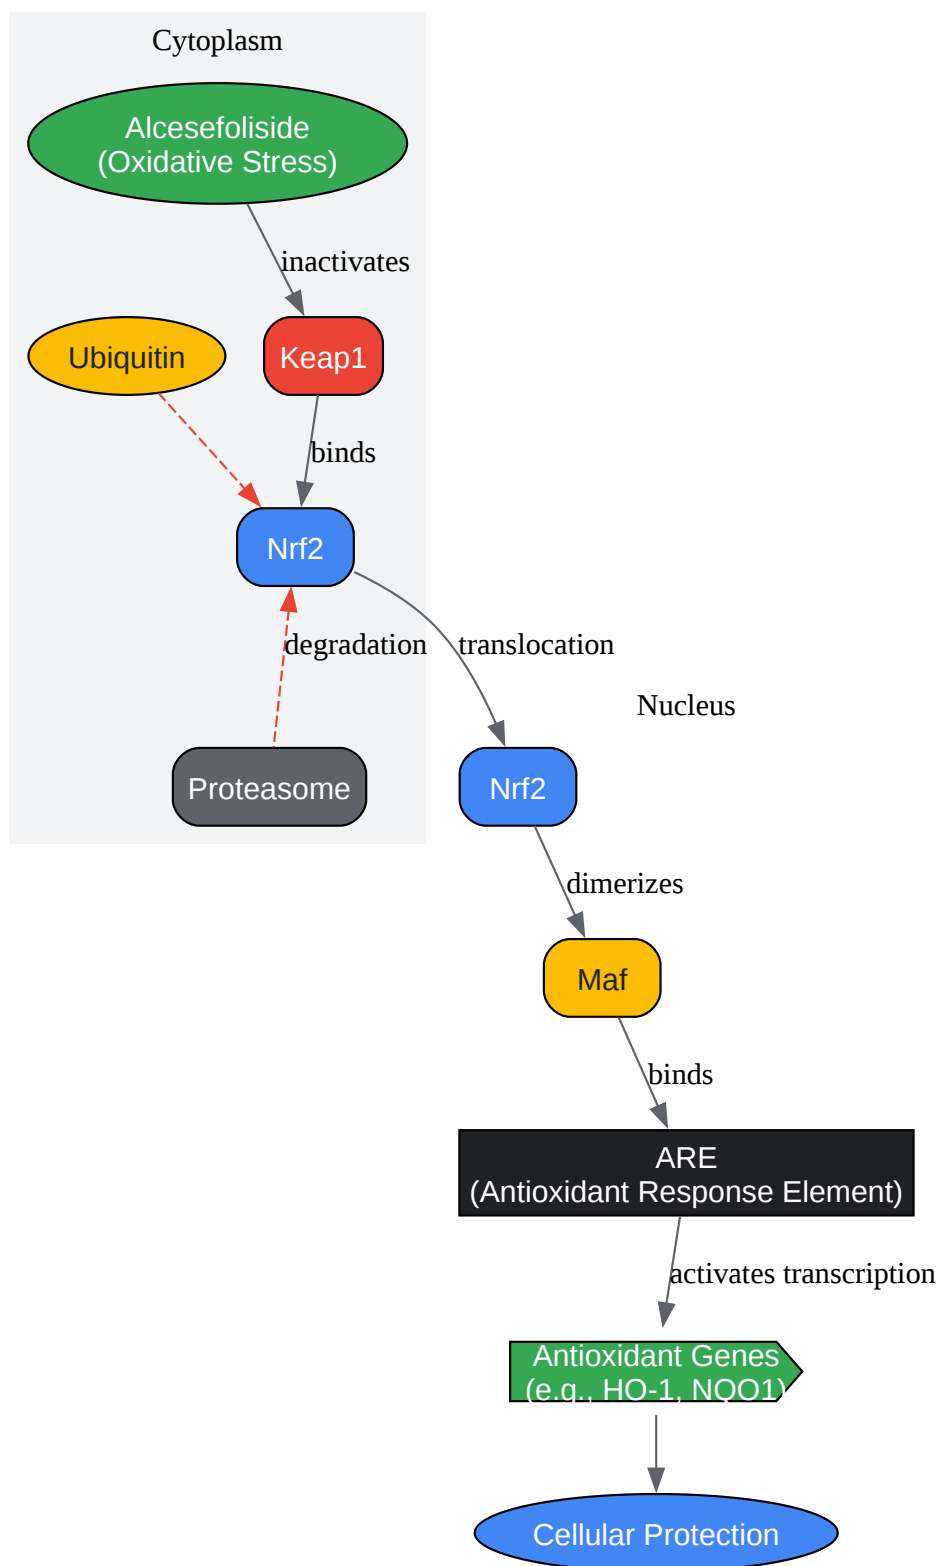 Cytoplasm
Alcesefoliside
(Oxidative Stress)
inactivates
Ubiquitin
Keap1
binds
Nrf2
degradation
translocation
Nucleus
Proteasome
Nrf2
dimerizes
Maf
binds
ARE
(Antioxidant Response Element)
activates transcription
Antioxidant Genes
(e.g., HO-1, NQO1)
Cellular Protection